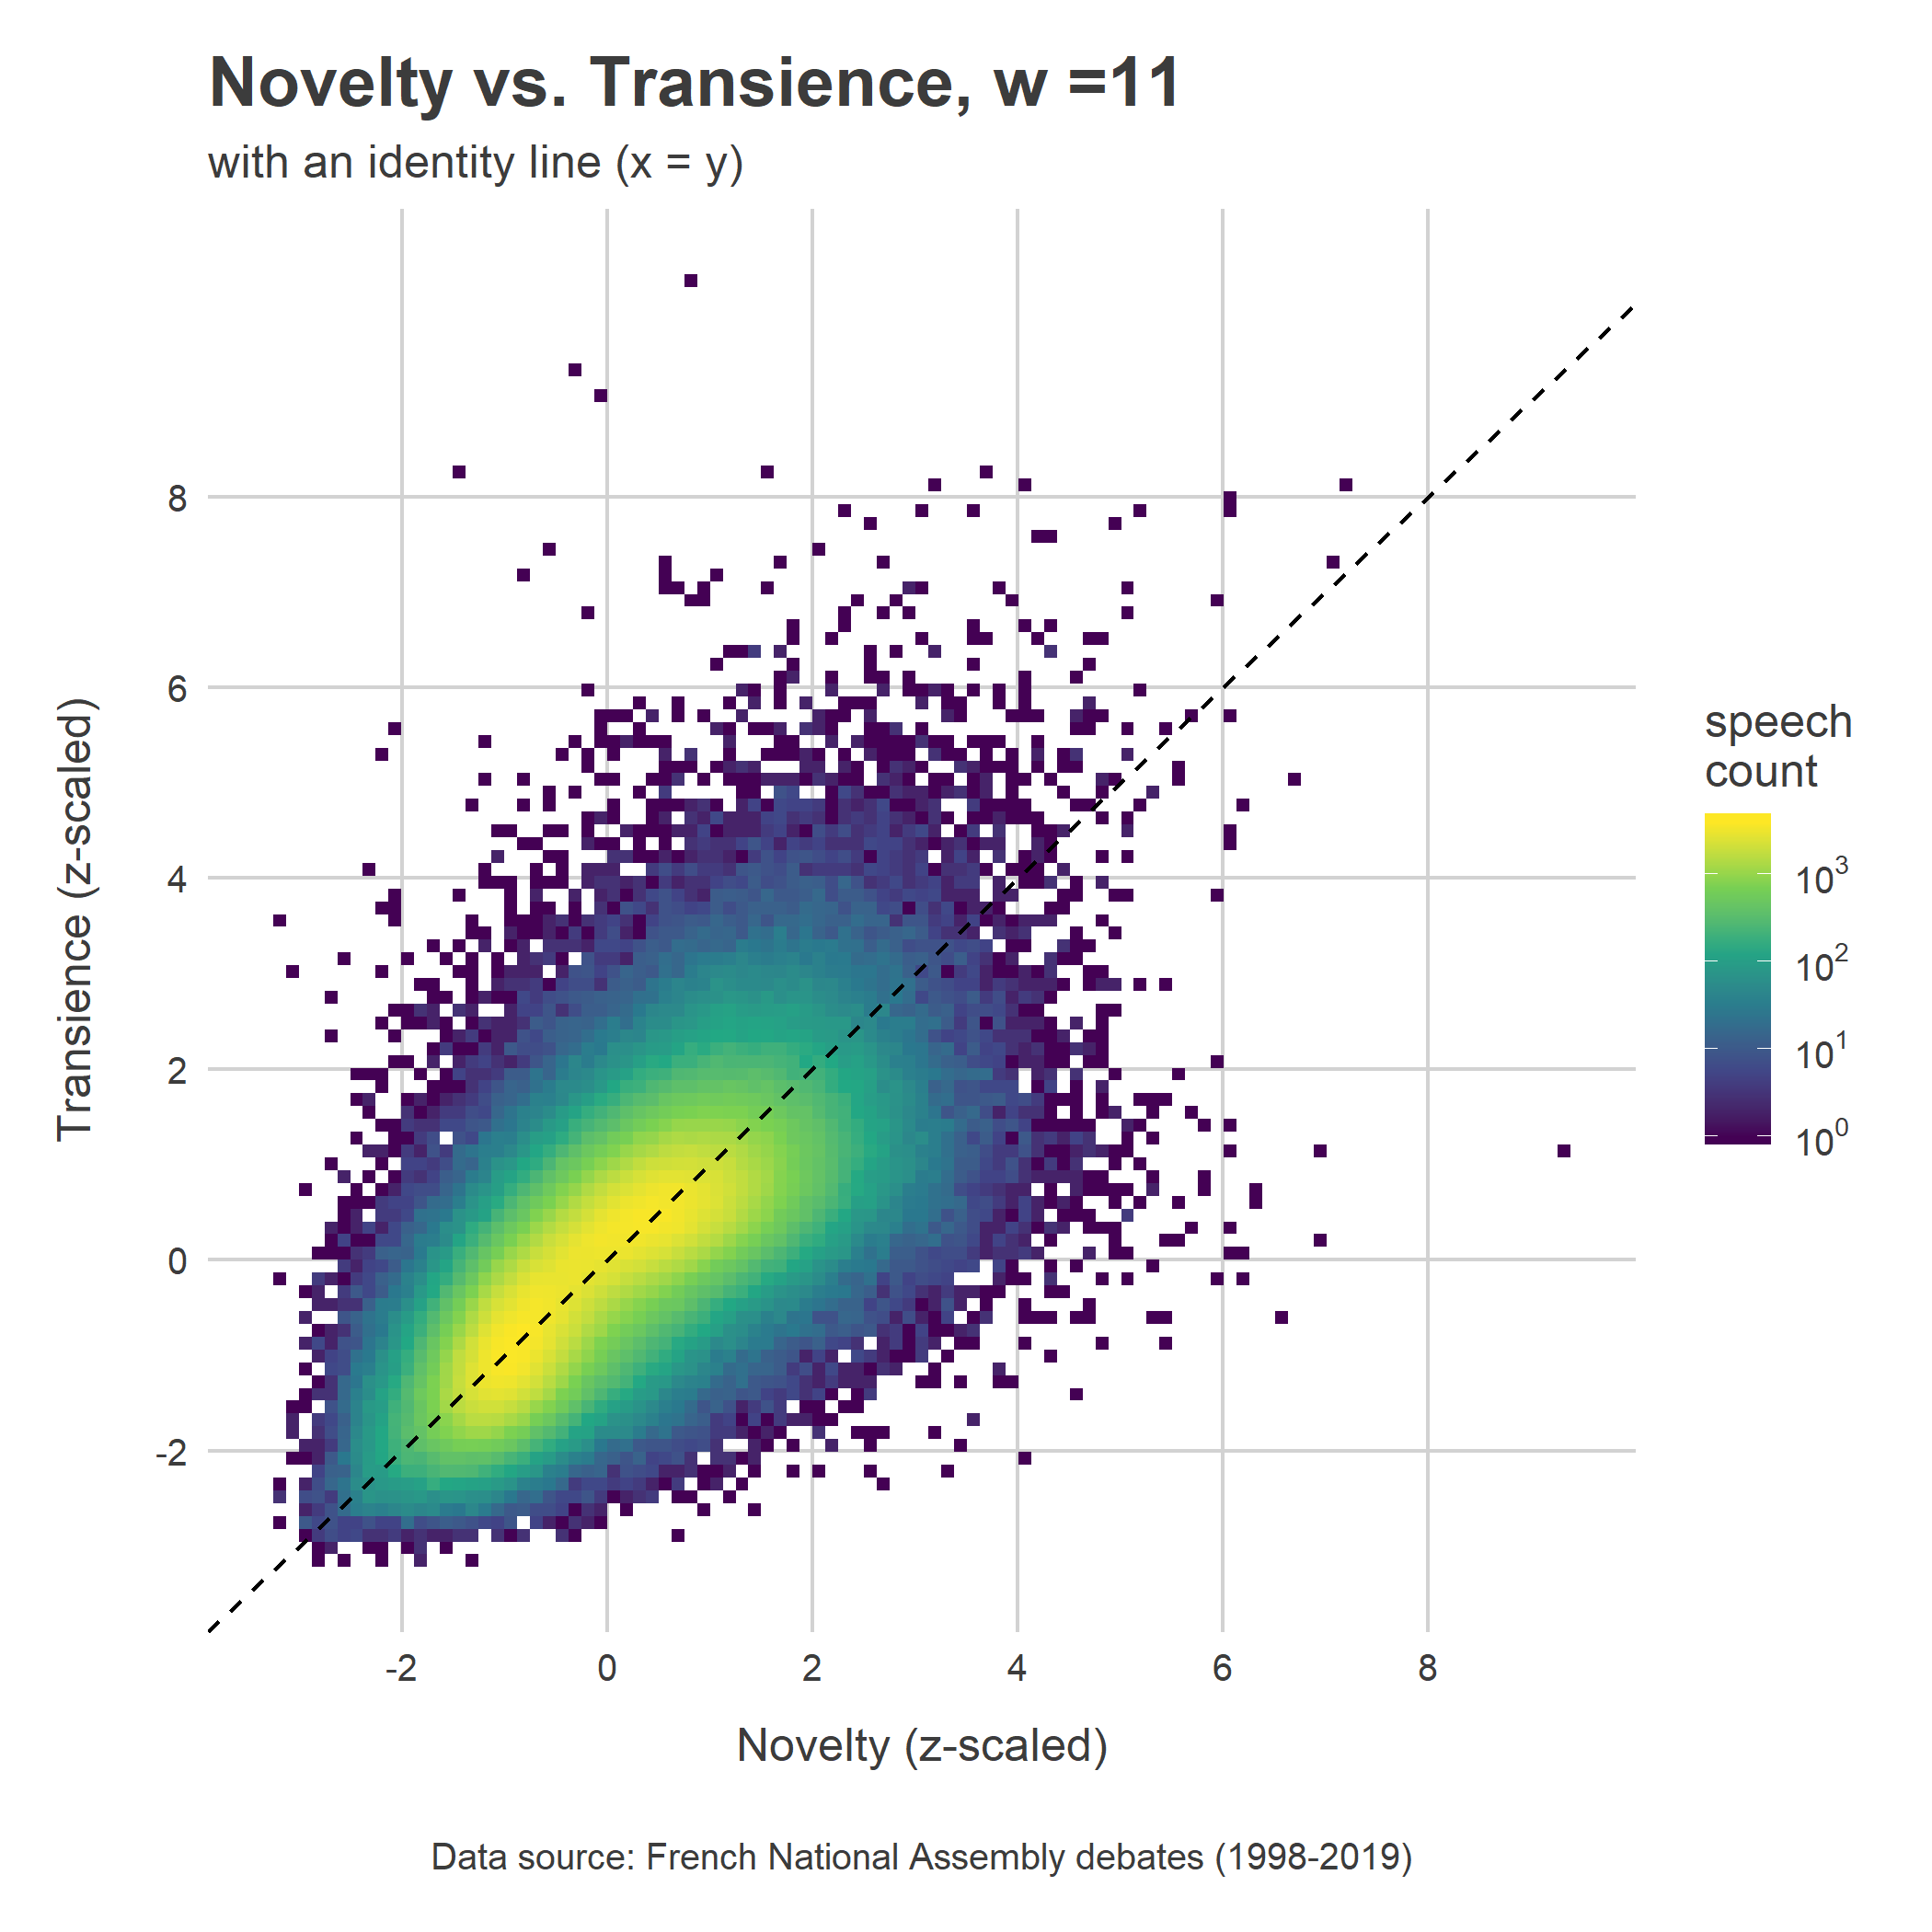 Novelty vs. Transience, w =11
with an identity line (x = y)
Transience (z-scaled)
8
6
4
2
0
-2
-2 0 2 4 6 8
Novelty (z-scaled)
speech
count
10³
10²
10¹
10⁰
Data source: French National Assembly debates (1998-2019)